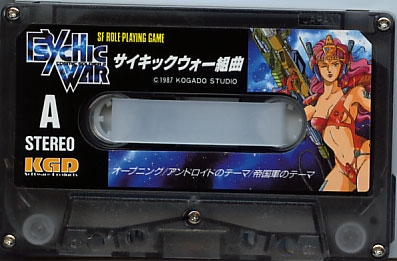 SF ROLE PLAYING GAME
PSYCHIC
WAR
サイキックウォー組曲
©1987 KOGADO STUDIO
A
STEREO
KGD
Software Products
オープニング/アンドロイドのテーマ/帝国軍のテーマ